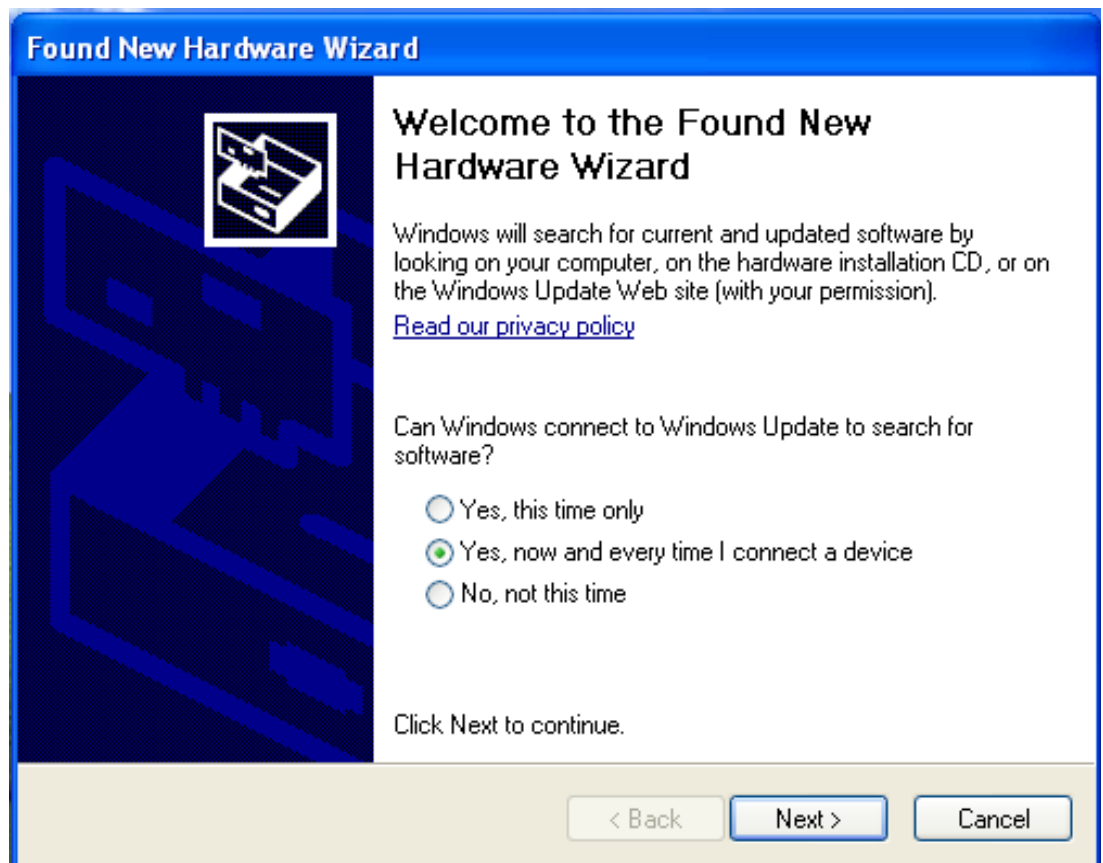 Found New Hardware Wizard
Welcome to the Found New
Hardware Wizard
Windows will search for current and updated software by
looking on your computer, on the hardware installation CD, or on
the Windows Update Web site (with your permission).
Read our privacy policy
Can Windows connect to Windows Update to search for
software?
Yes, this time only
Yes, now and every time I connect a device
No, not this time
Click Next to continue.
< Back
Next >
Cancel